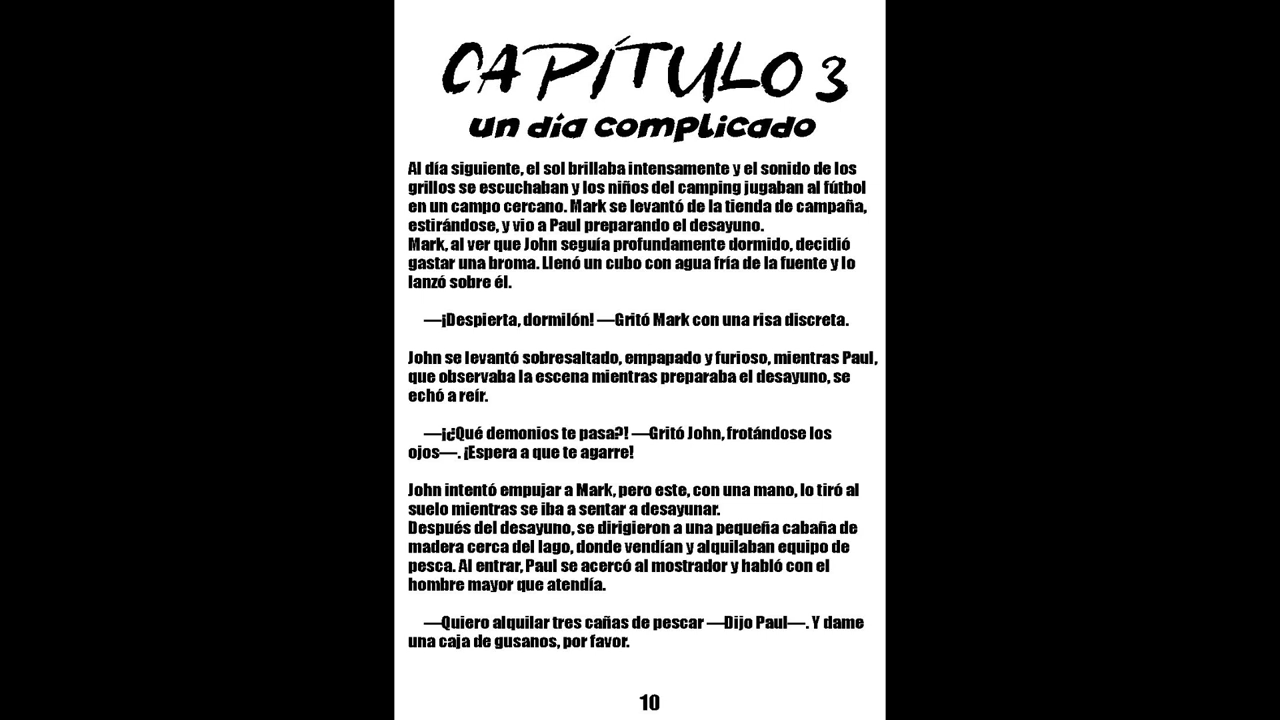 CAPÍTULO 3
un día complicado
Al día siguiente, el sol brillaba intensamente y el sonido de los
grillos se escuchaban y los niños del camping jugaban al fútbol
en un campo cercano. Mark se levantó de la tienda de campaña,
estirándose, y vio a Paul preparando el desayuno.
Mark, al ver que John seguía profundamente dormido, decidió
gastar una broma. Llenó un cubo con agua fría de la fuente y lo
lanzó sobre él.
—¡Despierta, dormilón! —Gritó Mark con una risa discreta.
John se levantó sobresaltado, empapado y furioso, mientras Paul,
que observaba la escena mientras preparaba el desayuno, se
echó a reír.
—¡¿Qué demonios te pasa?! —Gritó John, frotándose los
ojos—. ¡Espera a que te agarre!
John intentó empujar a Mark, pero este, con una mano, lo tiró al
suelo mientras se iba a sentar a desayunar.
Después del desayuno, se dirigieron a una pequeña cabaña de
madera cerca del lago, donde vendían y alquilaban equipo de
pesca. Al entrar, Paul se acercó al mostrador y habló con el
hombre mayor que atendía.
—Quiero alquilar tres cañas de pescar —Dijo Paul—. Y dame
una caja de gusanos, por favor.
10